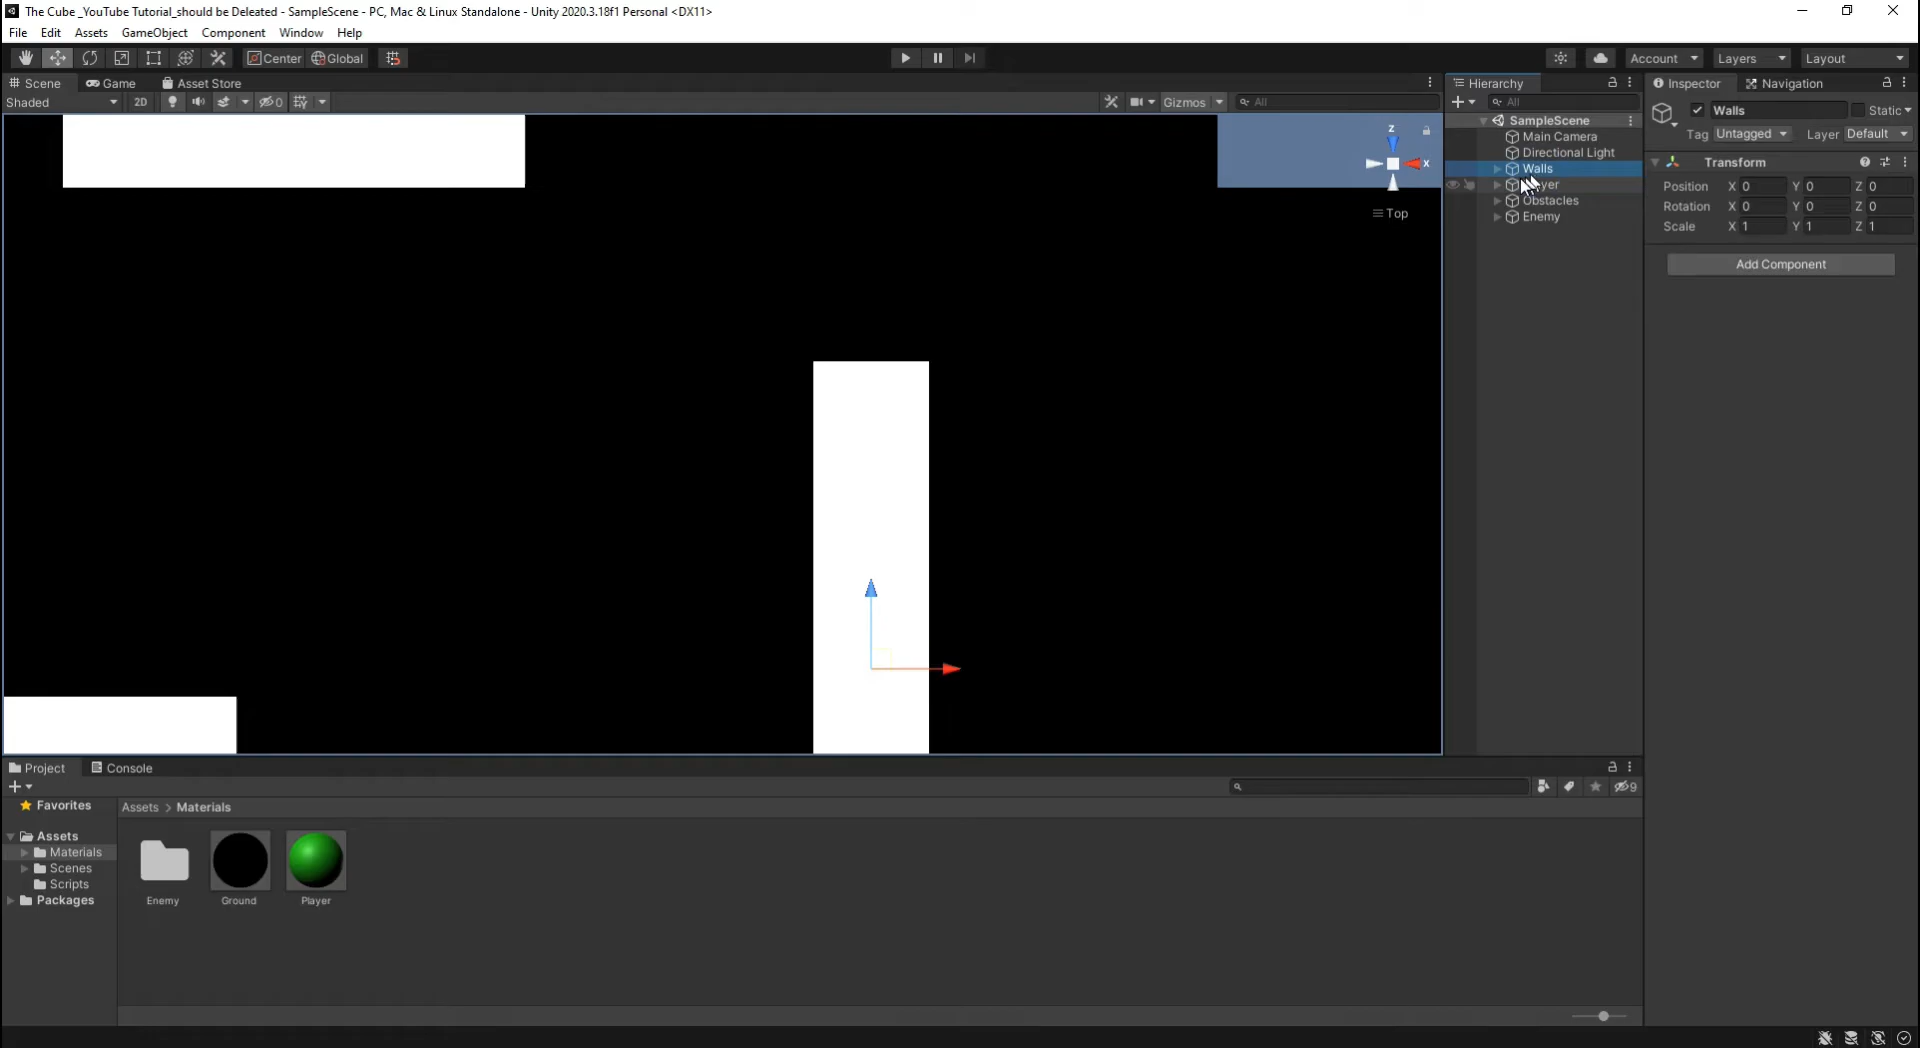 The Cube _YouTube Tutorial_should be Deleated - SampleScene - PC, Mac & Linux Standalone - Unity 2020.3.18f1 Personal <DX11>
File Edit Assets GameObject Component Window Help
Center Global Account Layers Layout
Scene Game Asset Store
Shaded 2D 0 Gizmos All
z
x
Top
Hierarchy
All
SampleScene
Main Camera
Directional Light
Walls
Obstacles
Enemy
Inspector Navigation
Walls Static
Tag Untagged Layer Default
Transform
Position X 0 Y 0 Z 0
Rotation X 0 Y 0 Z 0
Scale X 1 Y 1 Z 1
Add Component
Project Console
9
Favorites
Assets
Materials
Scenes
Scripts
Packages
Assets > Materials
Enemy Ground Player